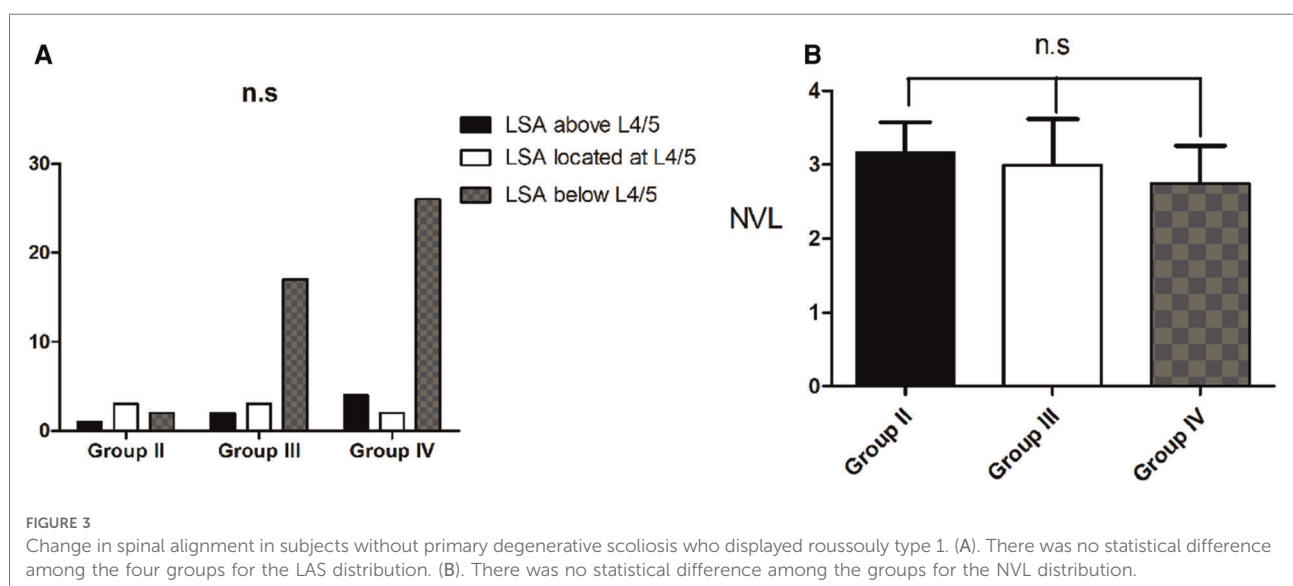 A
n.s
LSA above L4/5
LSA located at L4/5
LSA below L4/5
30
20
10
0
Group II Group III Group IV
B
n.s
4
3
NVL
2
1
0
Group II Group III Group IV
FIGURE 3
Change in spinal alignment in subjects without primary degenerative scoliosis who displayed roussouly type 1. (A). There was no statistical difference
among the four groups for the LAS distribution. (B). There was no statistical difference among the groups for the NVL distribution.